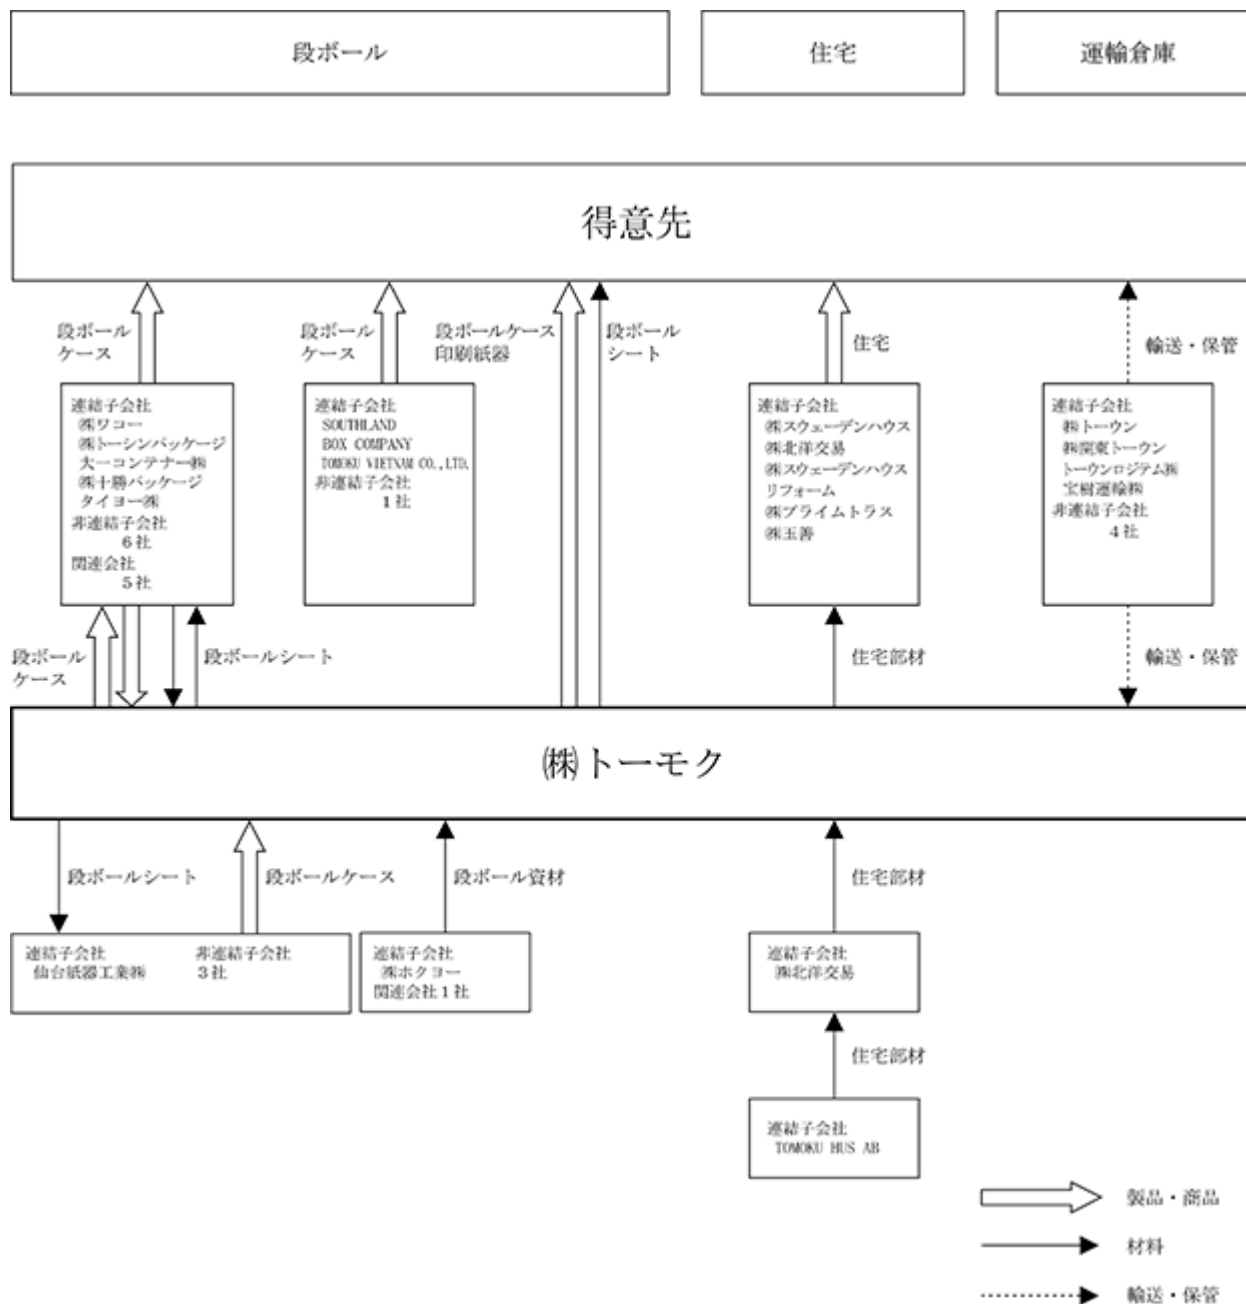 段ボール
住宅
運輸倉庫
得意先
段ボール
ケース
段ボール
ケース
段ボールケース
印刷紙器
段ボール
シート
住宅
輸送・保管
連結子会社
㈱ワコー
㈱トーシンパッケージ
大一コンテナー㈱
㈱十勝パッケージ
タイヨー㈱
非連結子会社
6社
関連会社
5社
連結子会社
SOUTHLAND
BOX COMPANY
TOMOKU VIETNAM CO.,LTD.
非連結子会社
1社
連結子会社
㈱スウェーデンハウス
㈱北洋交易
㈱スウェーデンハウス
リフォーム
㈱プライムトラス
㈱玉善
連結子会社
㈱トーウン
㈱関東トーウン
トーウンロジテム㈱
宝樹運輸㈱
非連結子会社
4社
段ボール
ケース
段ボールシート
住宅部材
輸送・保管
㈱トーモク
段ボールシート
段ボールケース
段ボール資材
住宅部材
連結子会社
仙台紙器工業㈱
非連結子会社
3社
連結子会社
㈱ホクヨー
関連会社1社
連結子会社
㈱北洋交易
住宅部材
連結子会社
TOMOKU HUS AB
製品・商品
材料
輸送・保管